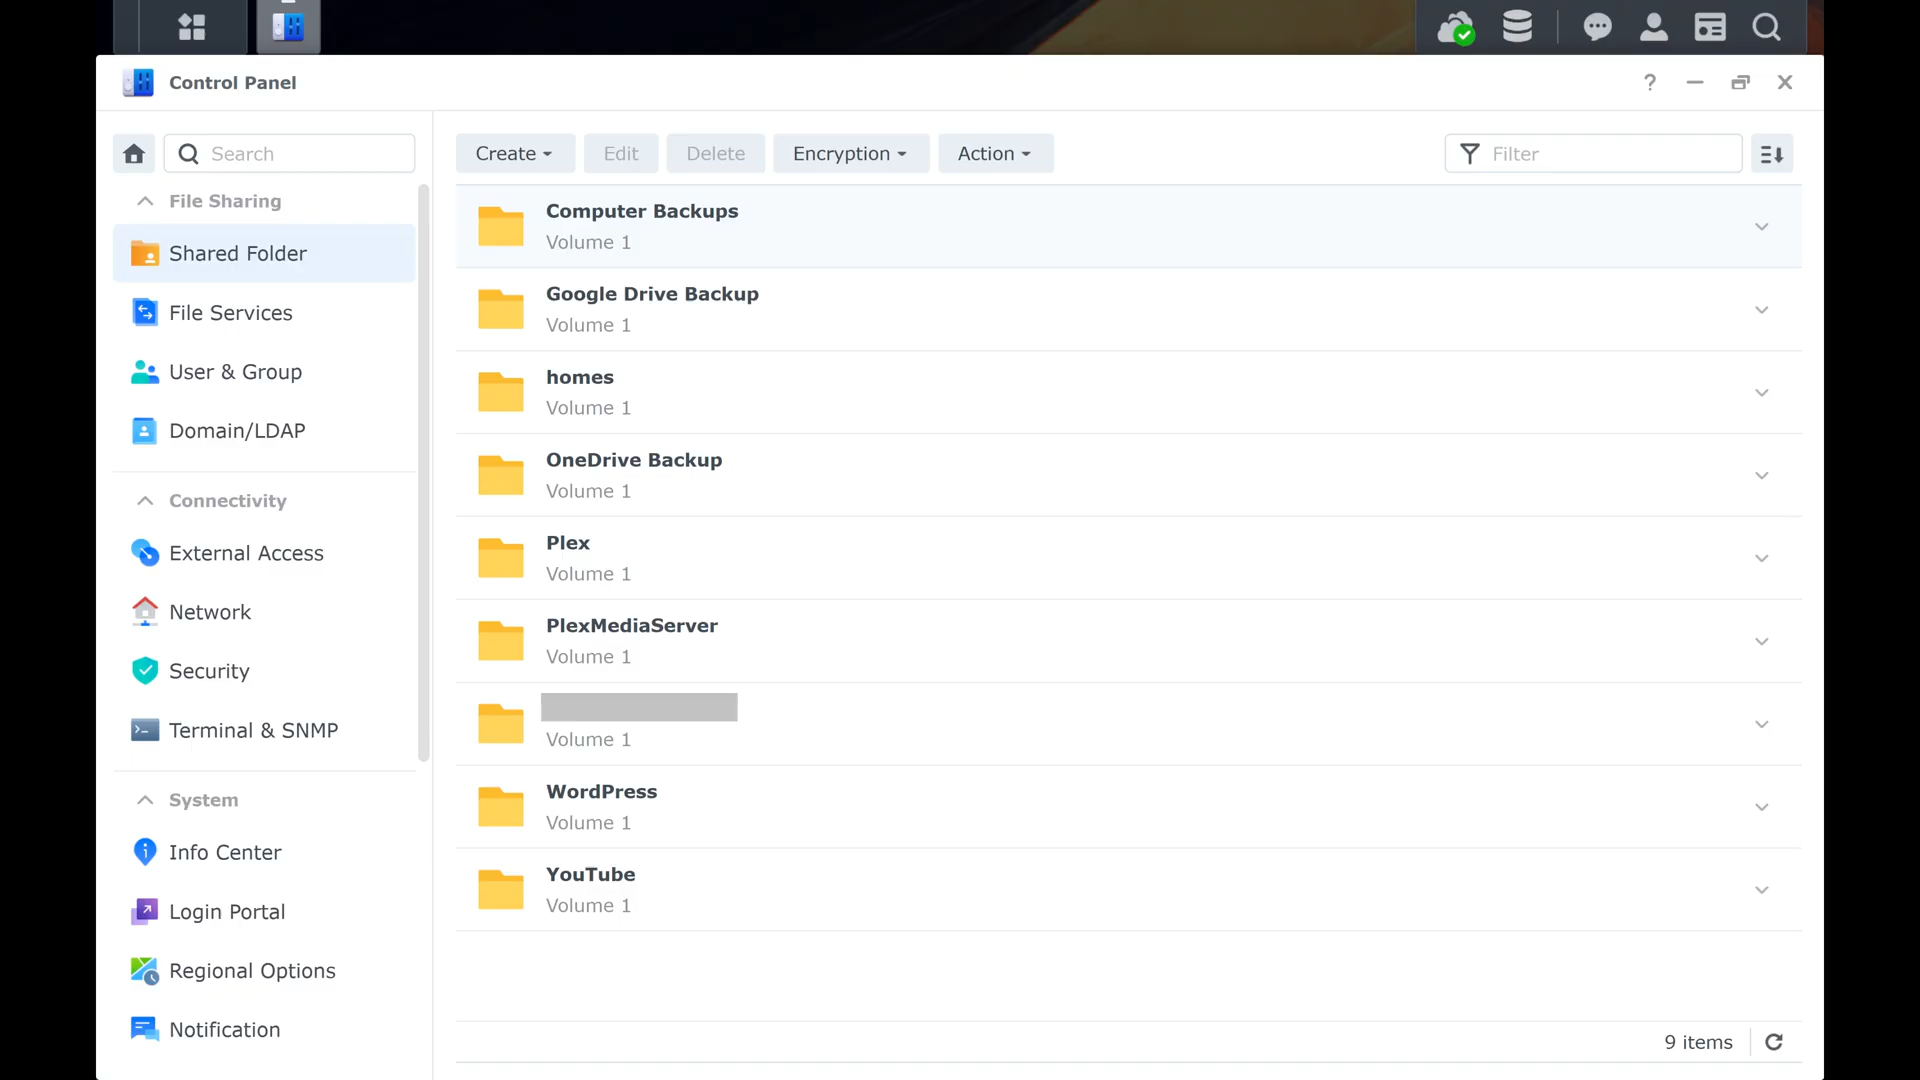 Control Panel
Search
File Sharing
Shared Folder
File Services
User & Group
Domain/LDAP
Connectivity
External Access
Network
Security
Terminal & SNMP
System
Info Center
Login Portal
Regional Options
Notification
Create
Edit
Delete
Encryption
Action
Filter
Computer Backups
Volume 1
Google Drive Backup
Volume 1
homes
Volume 1
OneDrive Backup
Volume 1
Plex
Volume 1
PlexMediaServer
Volume 1
Volume 1
WordPress
Volume 1
YouTube
Volume 1
9 items